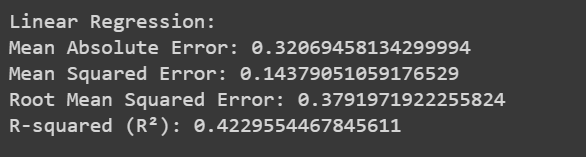 Linear Regression:
Mean Absolute Error: 0.32069458134299994
Mean Squared Error: 0.14379051059176529
Root Mean Squared Error: 0.3791971922255824
R-squared (R²): 0.4229554467845611